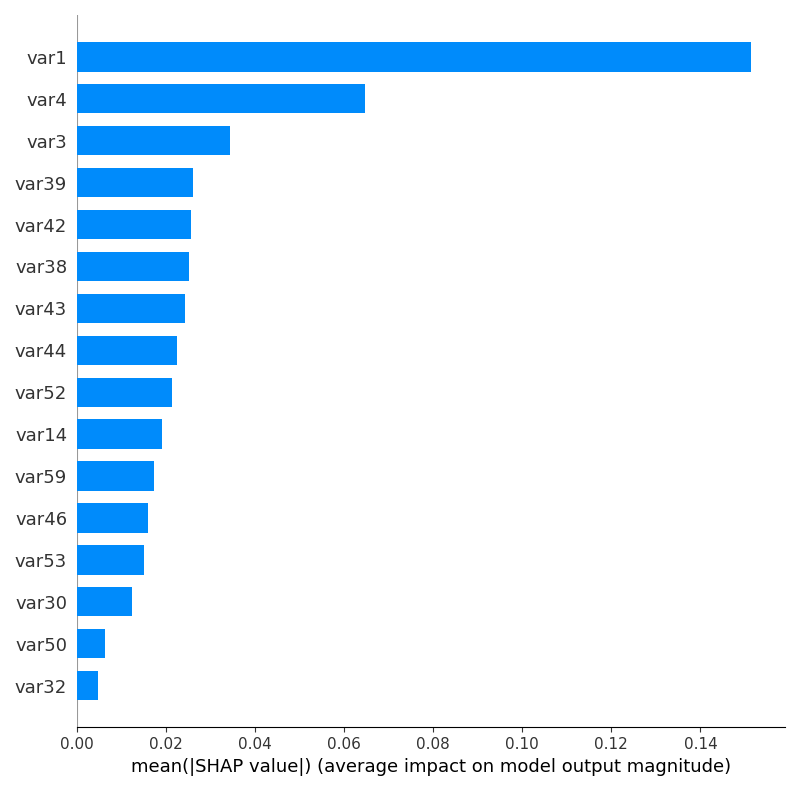 var1
var4
var3
var39
var42
var38
var43
var44
var52
var14
var59
var46
var53
var30
var50
var32
0.00 0.02 0.04 0.06 0.08 0.10 0.12 0.14
mean(|SHAP value|) (average impact on model output magnitude)